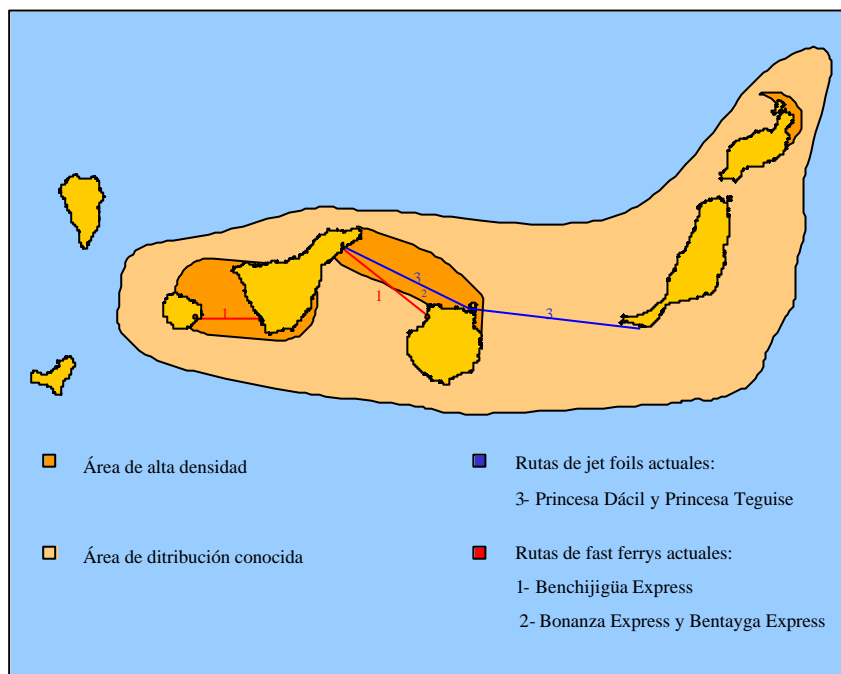 3
2
1
3
1
Área de alta densidad
Rutas de jet foils actuales:
3- Princesa Dácil y Princesa Teguise
Área de ditribución conocida
Rutas de fast ferrys actuales:
1- Benchijigüa Express
2- Bonanza Express y Bentayga Express